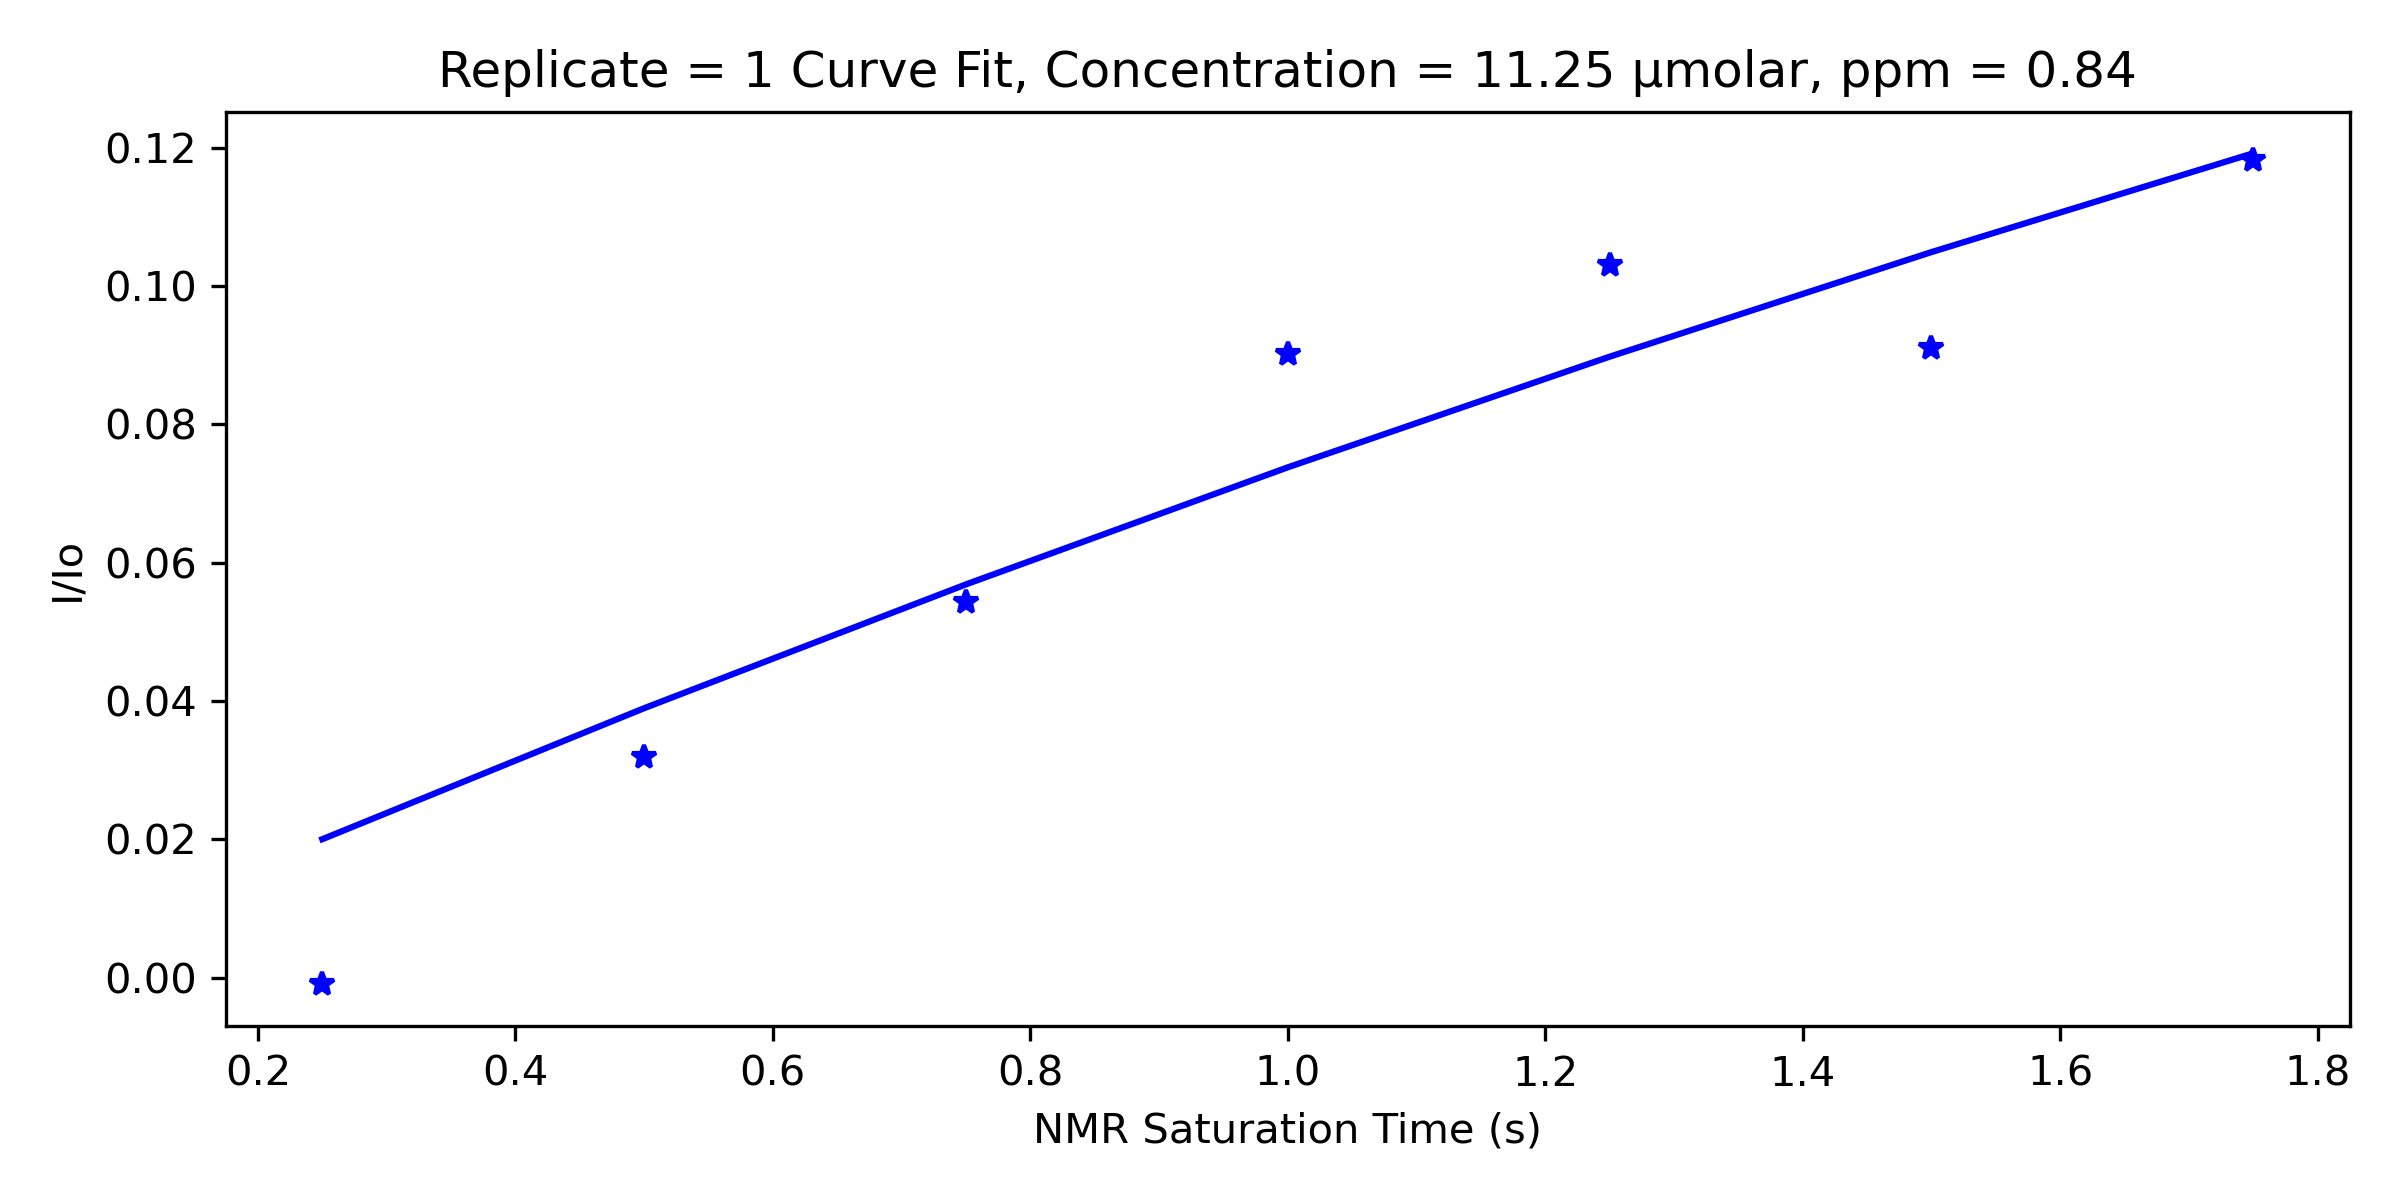 Replicate = 1 Curve Fit, Concentration = 11.25 µmolar, ppm = 0.84
0.12
0.10
0.08
0.06
0.04
0.02
0.00
I/Io
0.2 0.4 0.6 0.8 1.0 1.2 1.4 1.6 1.8
NMR Saturation Time (s)